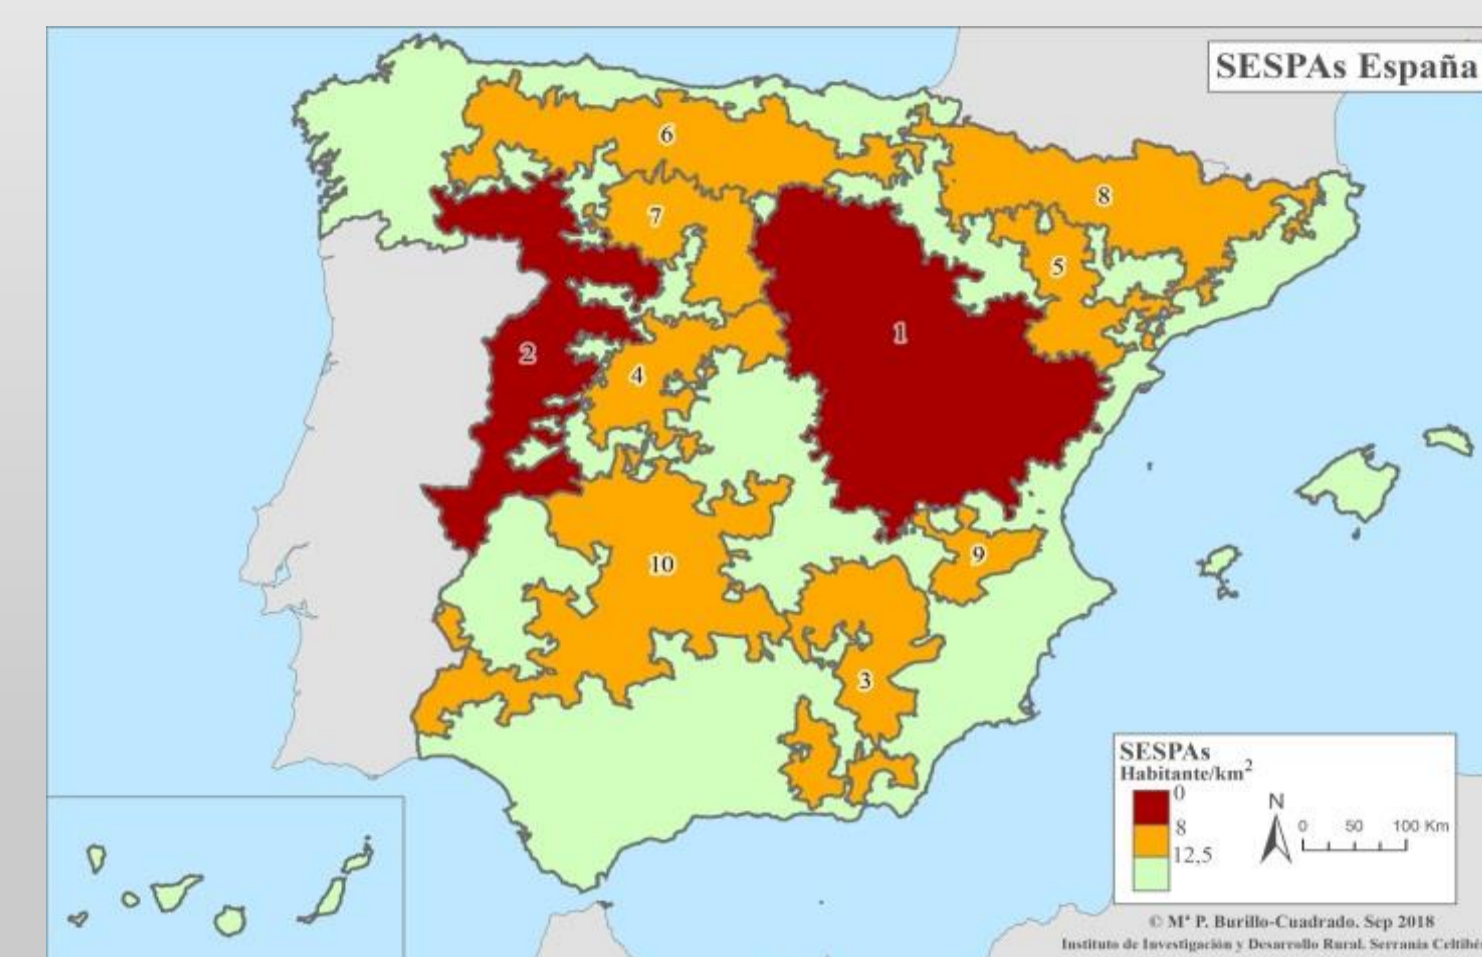 SESPAs España
6
8
7
5
1
2
4
10
9
3
SESPAs
Habitante/km²
0
8
12,5
N
0 50 100 Km
© Mª P. Burillo-Cuadrado. Sep 2018
Instituto de Investigación y Desarrollo Rural. Serranía